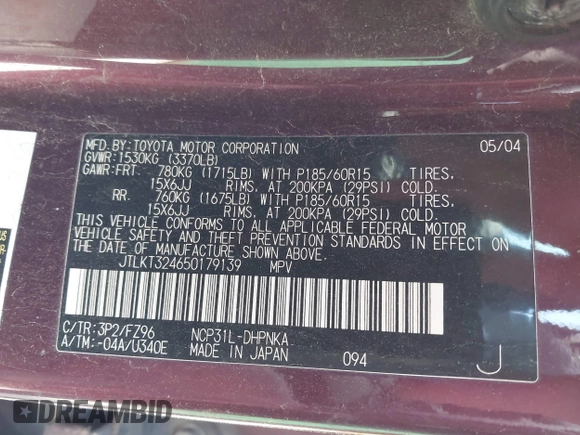 MFD.BY:TOYOTA MOTOR CORPORATION 05/04
GVWR:1530KG (3370LB)
GAWR:FRT. 780KG (1715LB) WITH P185/60R15 TIRES,
15X6JJ RIMS, AT 200KPA (29PSI) COLD.
RR. 760KG (1675LB) WITH P185/60R15 TIRES,
15X6JJ RIMS, AT 200KPA (29PSI) COLD.
THIS VEHICLE CONFORMS TO ALL APPLICABLE FEDERAL MOTOR
VEHICLE SAFETY AND THEFT PREVENTION STANDARDS IN EFFECT ON
THE DATE OF MANUFACTURE SHOWN ABOVE.
JTLKT324650179139 MPV
C/TR:3P2/FZ96 NCP31L-DHPNKA
A/TM:-04A/U340E MADE IN JAPAN 094 J
DREAMBID